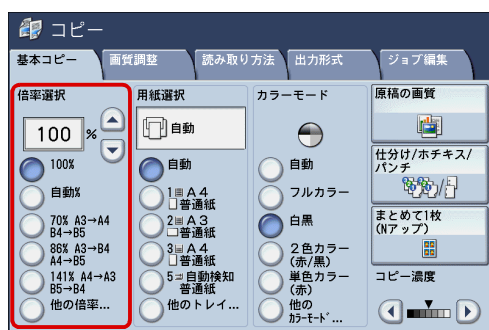 コピー
基本コピー 画質調整 読み取り方法 出力形式 ジョブ編集
倍率選択
100 %
100%
自動%
70% A3→A4
B4→B5
86% A3→B4
A4→B5
141% A4→A3
B5→B4
他の倍率...
用紙選択
自動
自動
1 A4
普通紙
2 A3
普通紙
3 A4
普通紙
5 自動検知
普通紙
他のトレイ...
カラーモード
自動
フルカラー
白黒
2色カラー
(赤/黒)
単色カラー
(赤)
他の
カラーモード...
原稿の画質
仕分け/ホチキス/
パンチ
まとめて1枚
(Nアップ)
コピー濃度